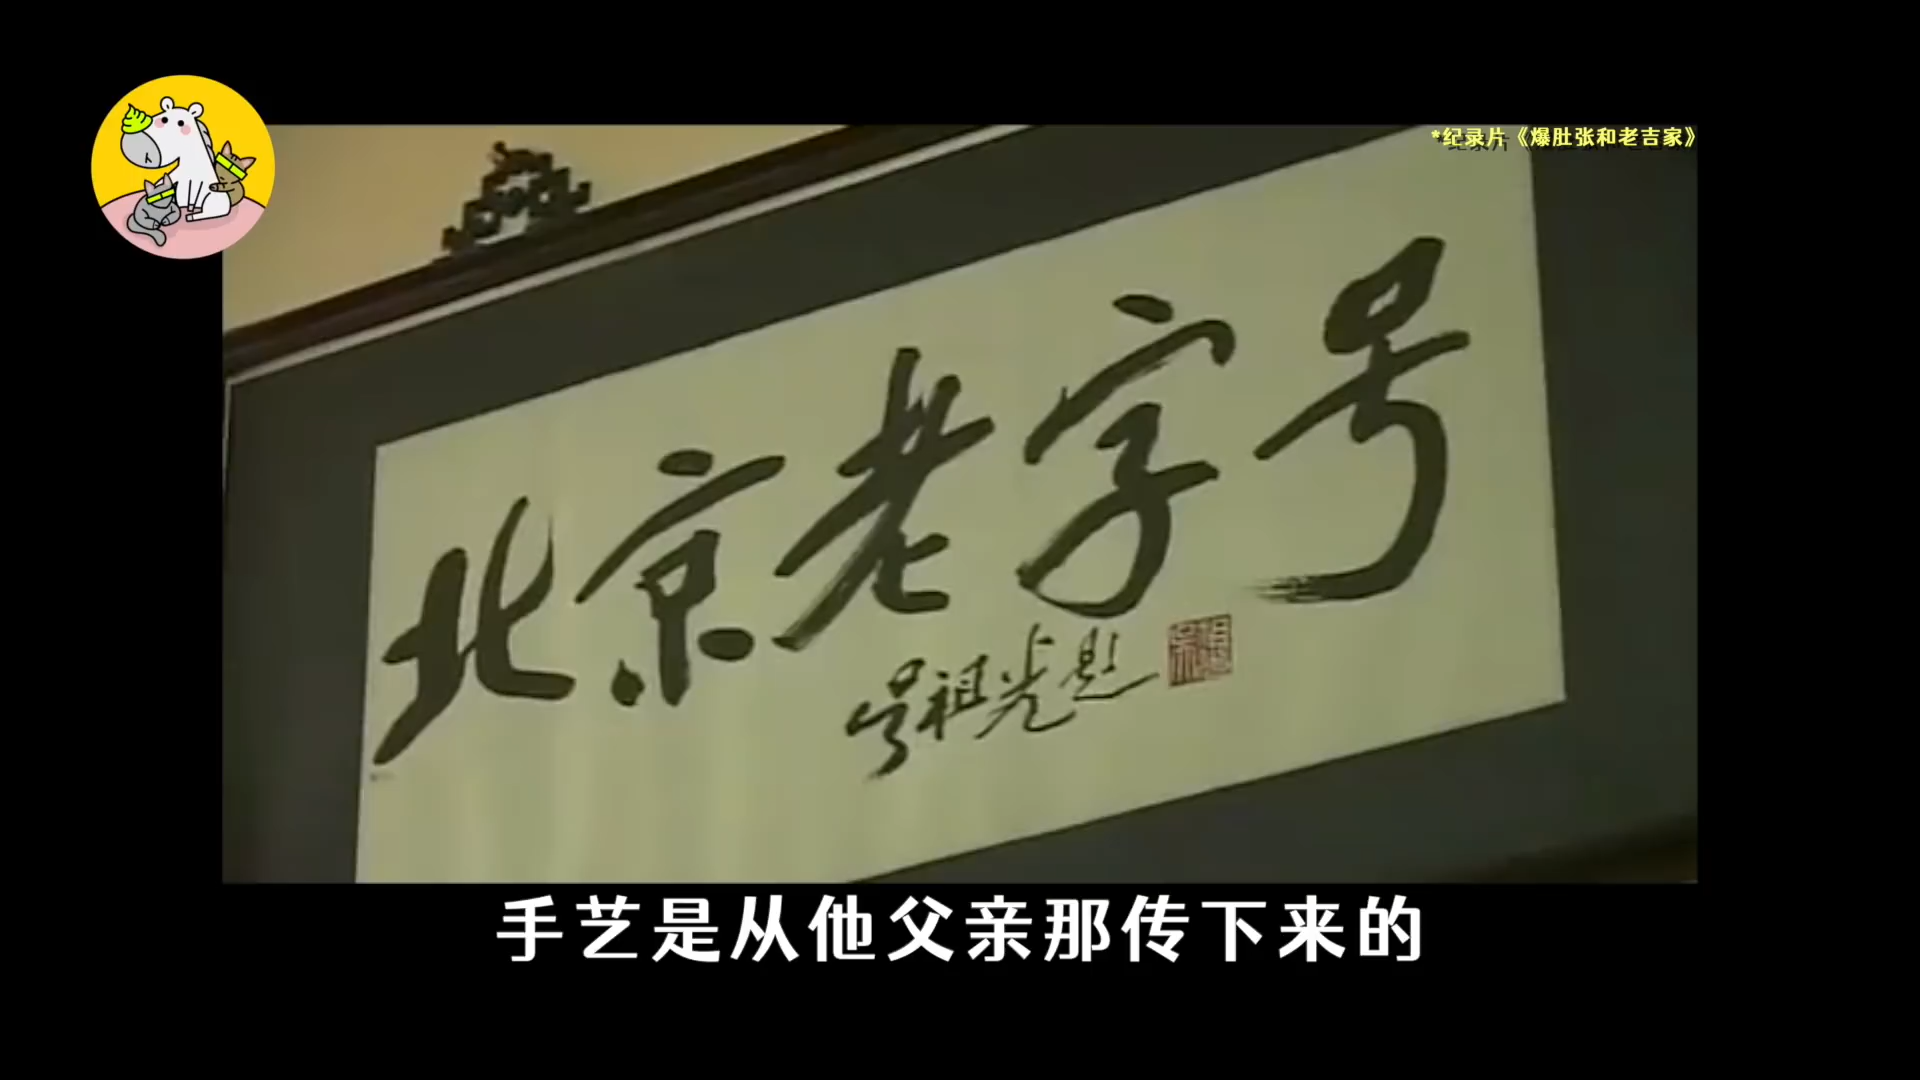 *纪录片《爆肚张和老吉家》
北京老字号
吴祖光题
手艺是从他父亲那传下来的